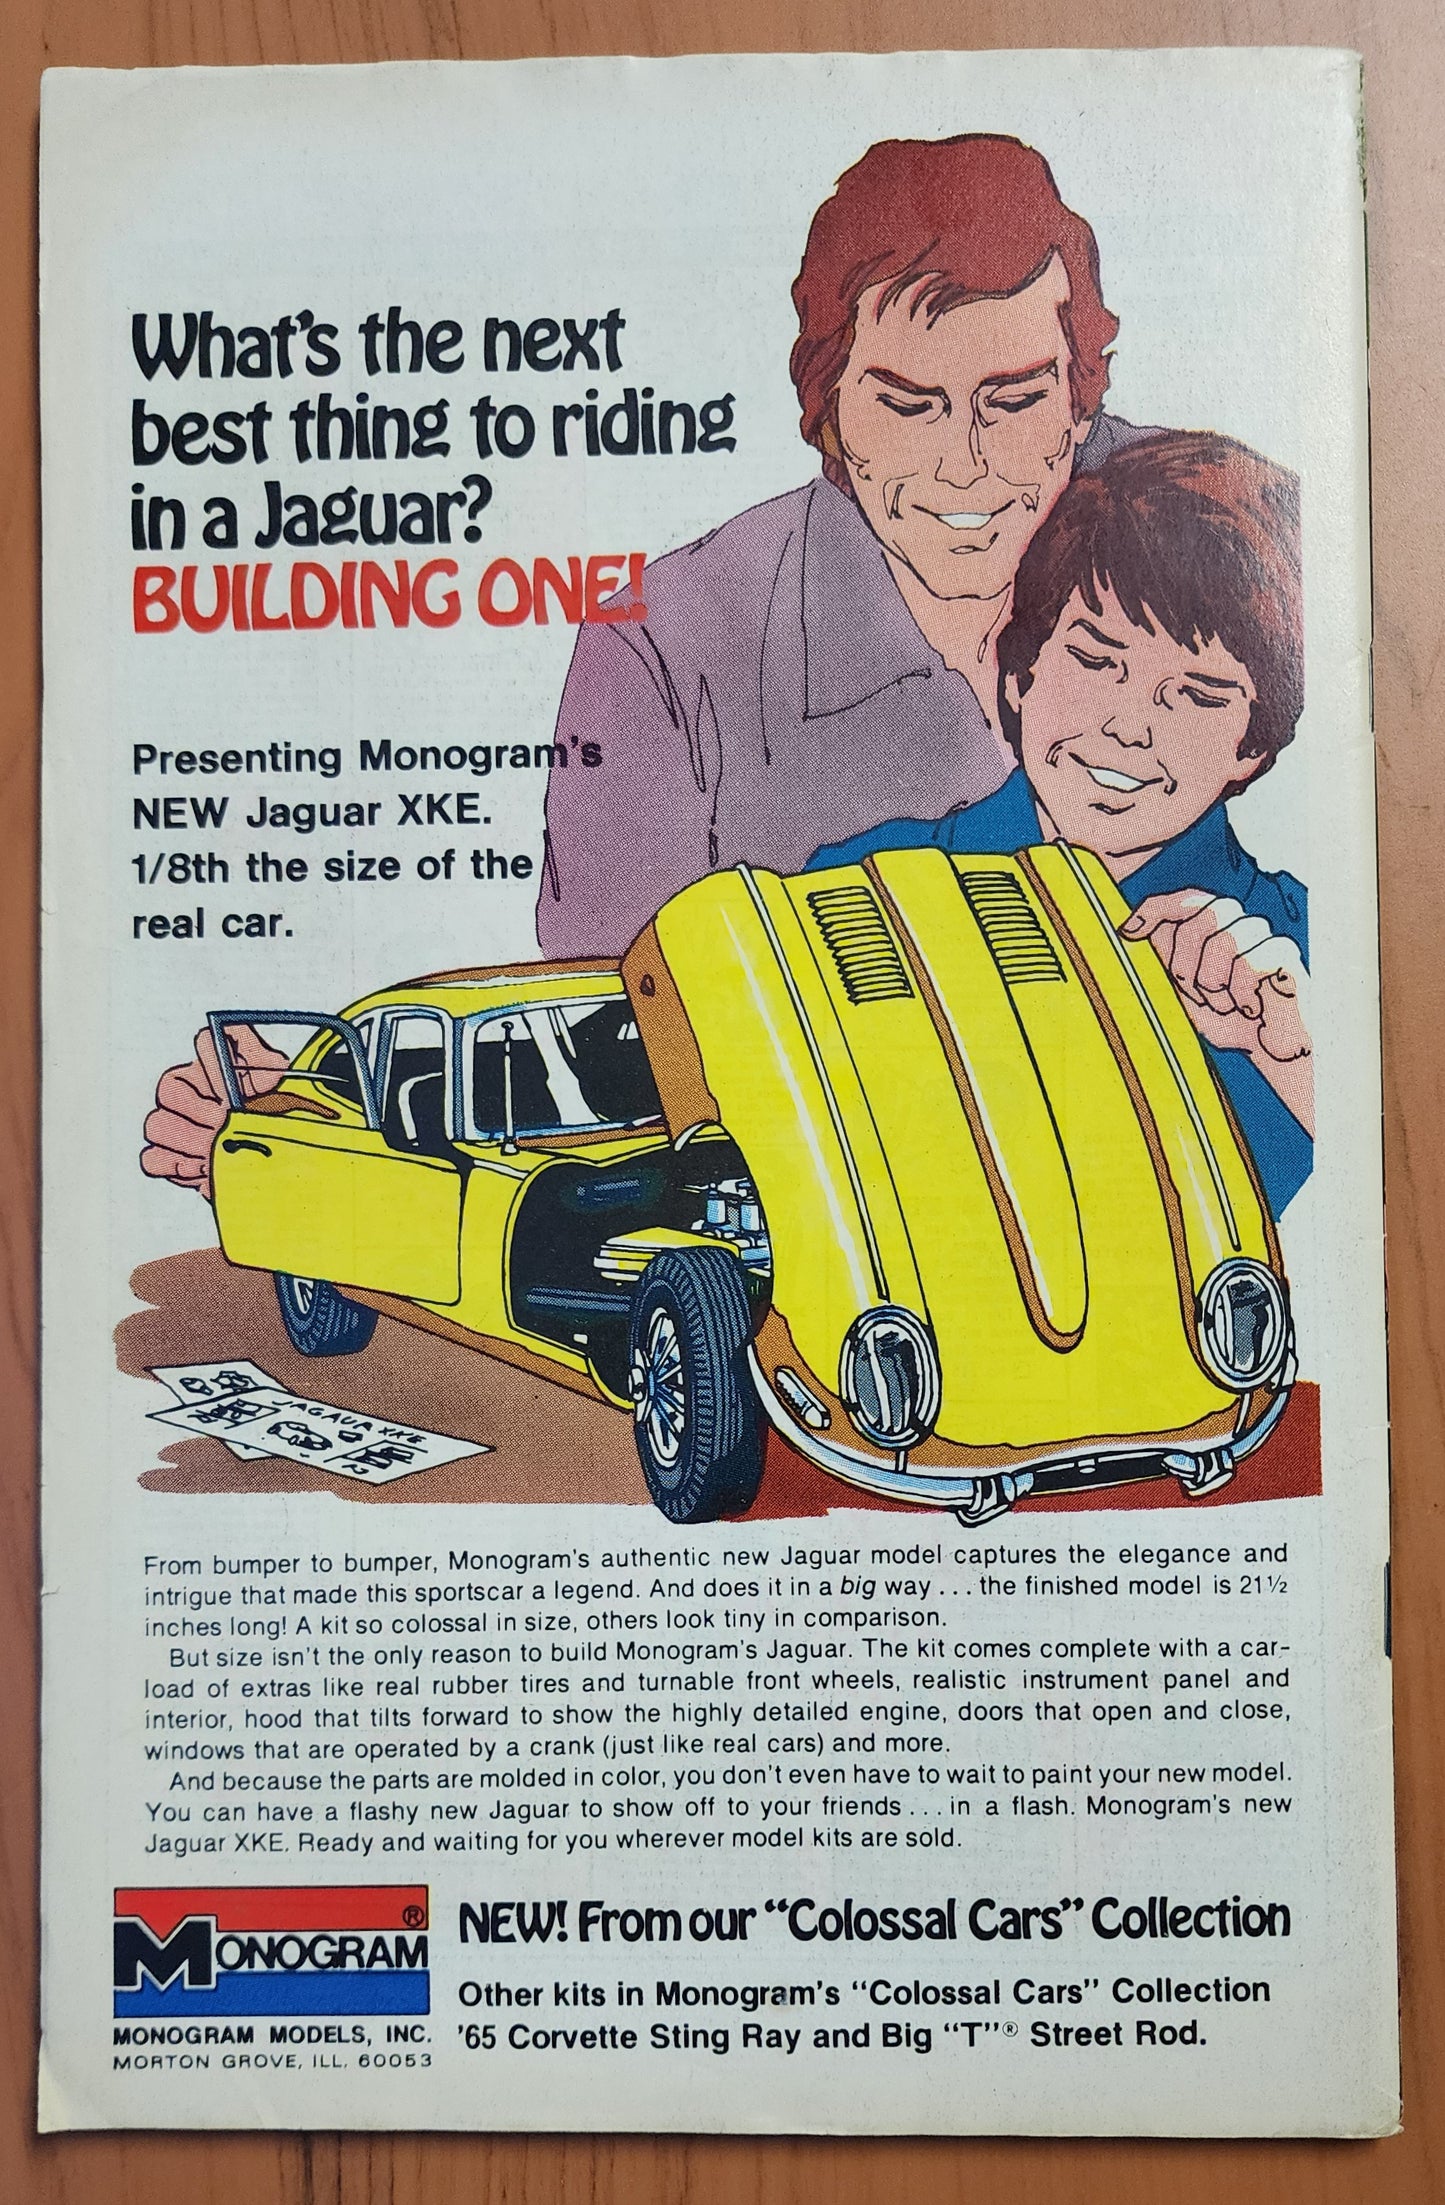 What's the next
best thing to riding
in a Jaguar?
BUILDING ONE!
Presenting Monogram's
NEW Jaguar XKE.
1/8th the size of the
real car.
JAGAUR XKE
From bumper to bumper, Monogram's authentic new Jaguar model captures the elegance and
intrigue that made this sportscar a legend. And does it in a big way . . . the finished model is 21½
inches long! A kit so colossal in size, others look tiny in comparison.
But size isn't the only reason to build Monogram's Jaguar. The kit comes complete with a car-
load of extras like real rubber tires and turnable front wheels, realistic instrument panel and
interior, hood that tilts forward to show the highly detailed engine, doors that open and close,
windows that are operated by a crank (just like real cars) and more.
And because the parts are molded in color, you don't even have to wait to paint your new model.
You can have a flashy new Jaguar to show off to your friends . . . in a flash. Monogram's new
Jaguar XKE. Ready and waiting for you wherever model kits are sold.
®
MONOGRAM
MONOGRAM MODELS, INC.
MORTON GROVE, ILL. 60053
NEW! From our “Colossal Cars” Collection
Other kits in Monogram's “Colossal Cars” Collection
'65 Corvette Sting Ray and Big “T”® Street Rod.